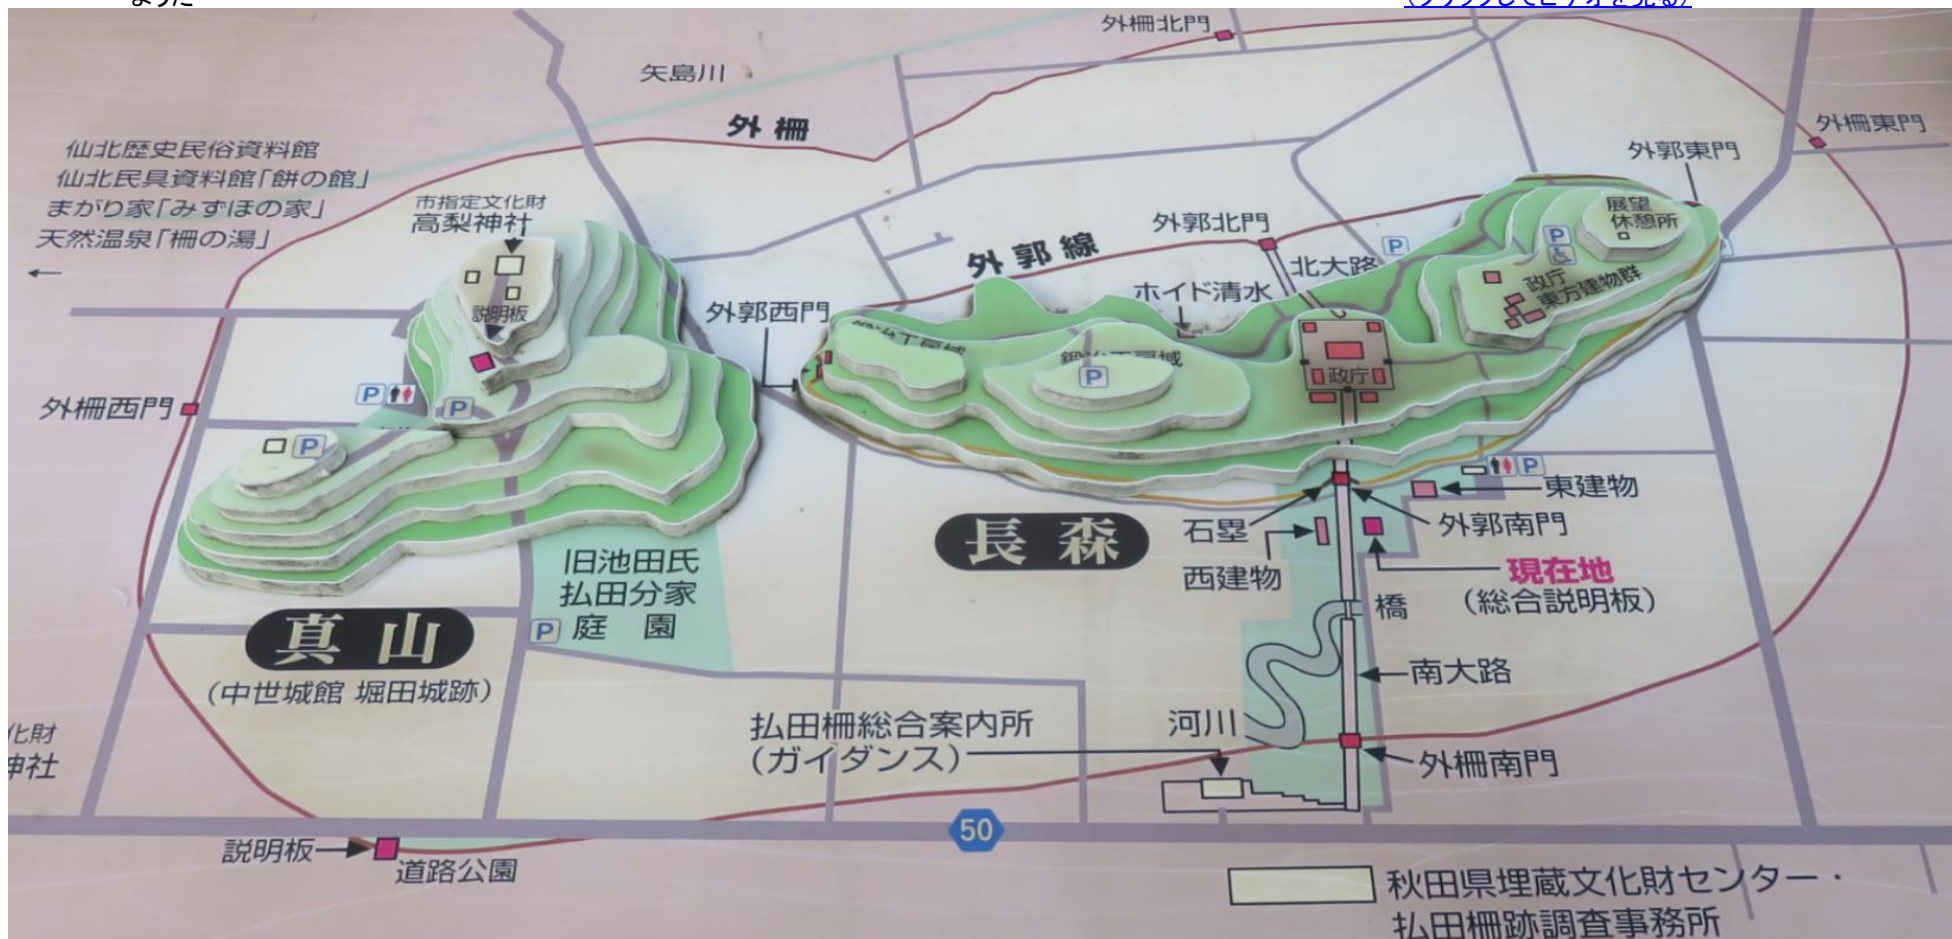 外柵北門
矢島川
外柵
外柵東門
外郭東門
仙北歴史民俗資料館
仙北民具資料館「餅の館」
まがり家「みずほの家」
天然温泉「柵の湯」
市指定文化財
高梨神社
説明板
外郭北門
外郭線
北大路
ホイド清水
展望
休憩所
P
政庁
東方建物群
外郭西門
P
政庁
外柵西門
P
P
P
P
東建物
外郭南門
石塁
西建物
長森
現在地
(総合説明板)
橋
旧池田氏
払田分家
P 庭園
真山
(中世城館 堀田城跡)
南大路
払田柵総合案内所
(ガイダンス)
河川
外柵南門
化財
神社
50
説明板
道路公園
秋田県埋蔵文化財センター・
払田柵跡調査事務所